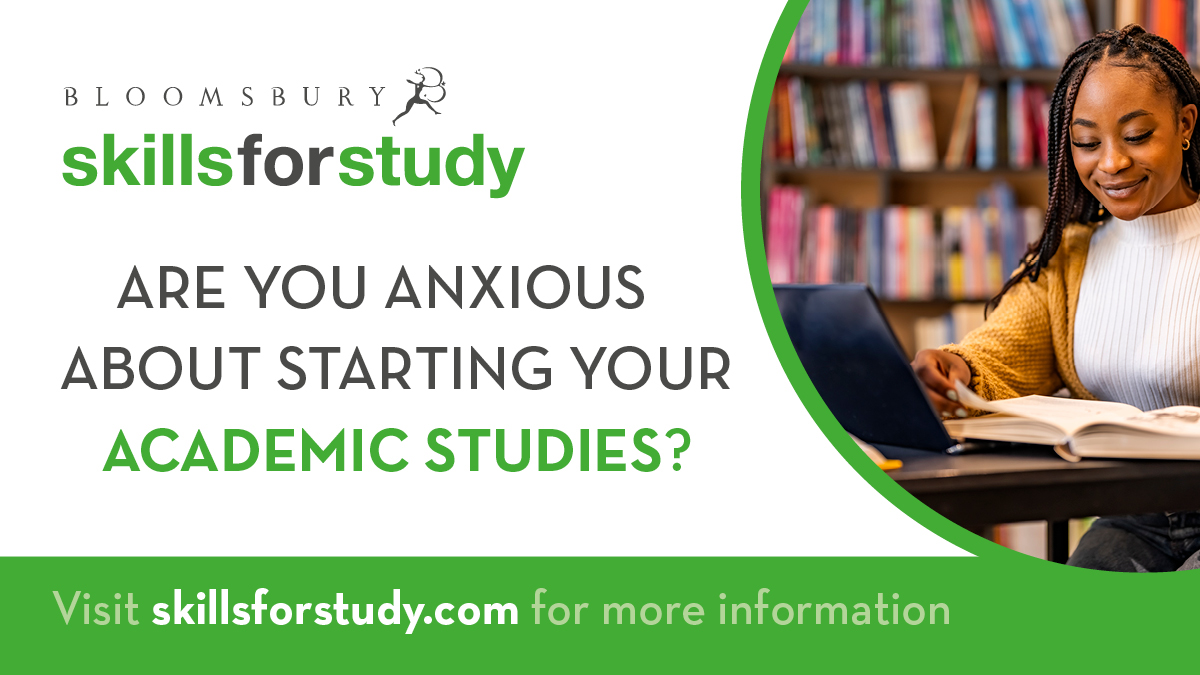 BLOOMSBURY
skillsforstudy
ARE YOU ANXIOUS
ABOUT STARTING YOUR
ACADEMIC STUDIES?
Visit skillsforstudy.com for more information